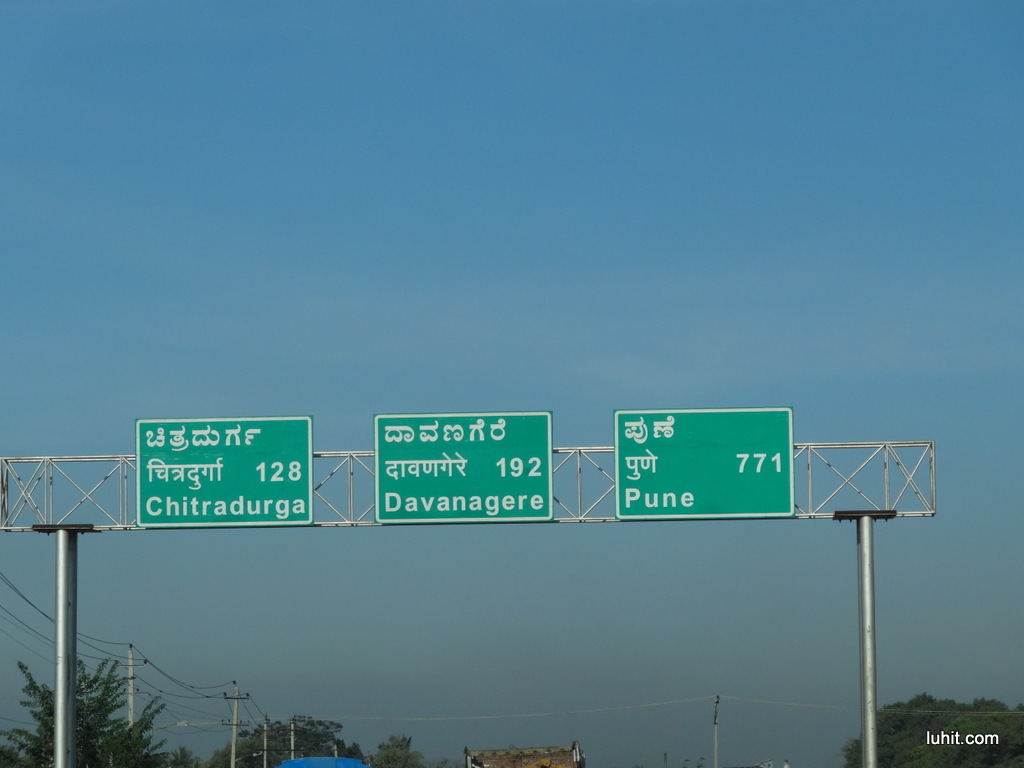 ಚಿತ್ರದುರ್ಗ
चित्रदुर्गा 128
Chitradurga
ದಾವಣಗೆರೆ
दावणगेरे 192
Davanagere
ಪುಣೆ
पुणे 771
Pune
luhit.com